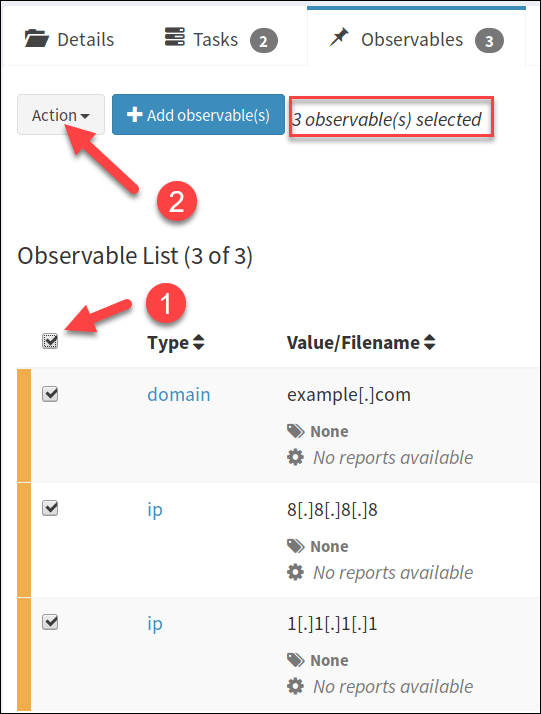 Details Tasks 2 Observables 3
Action Add observable(s) 3 observable(s) selected
2
Observable List (3 of 3)
1
Type Value/Filename
domain example[.]com
None
No reports available
ip 8[.]8[.]8[.]8
None
No reports available
ip 1[.]1[.]1[.]1
None
No reports available